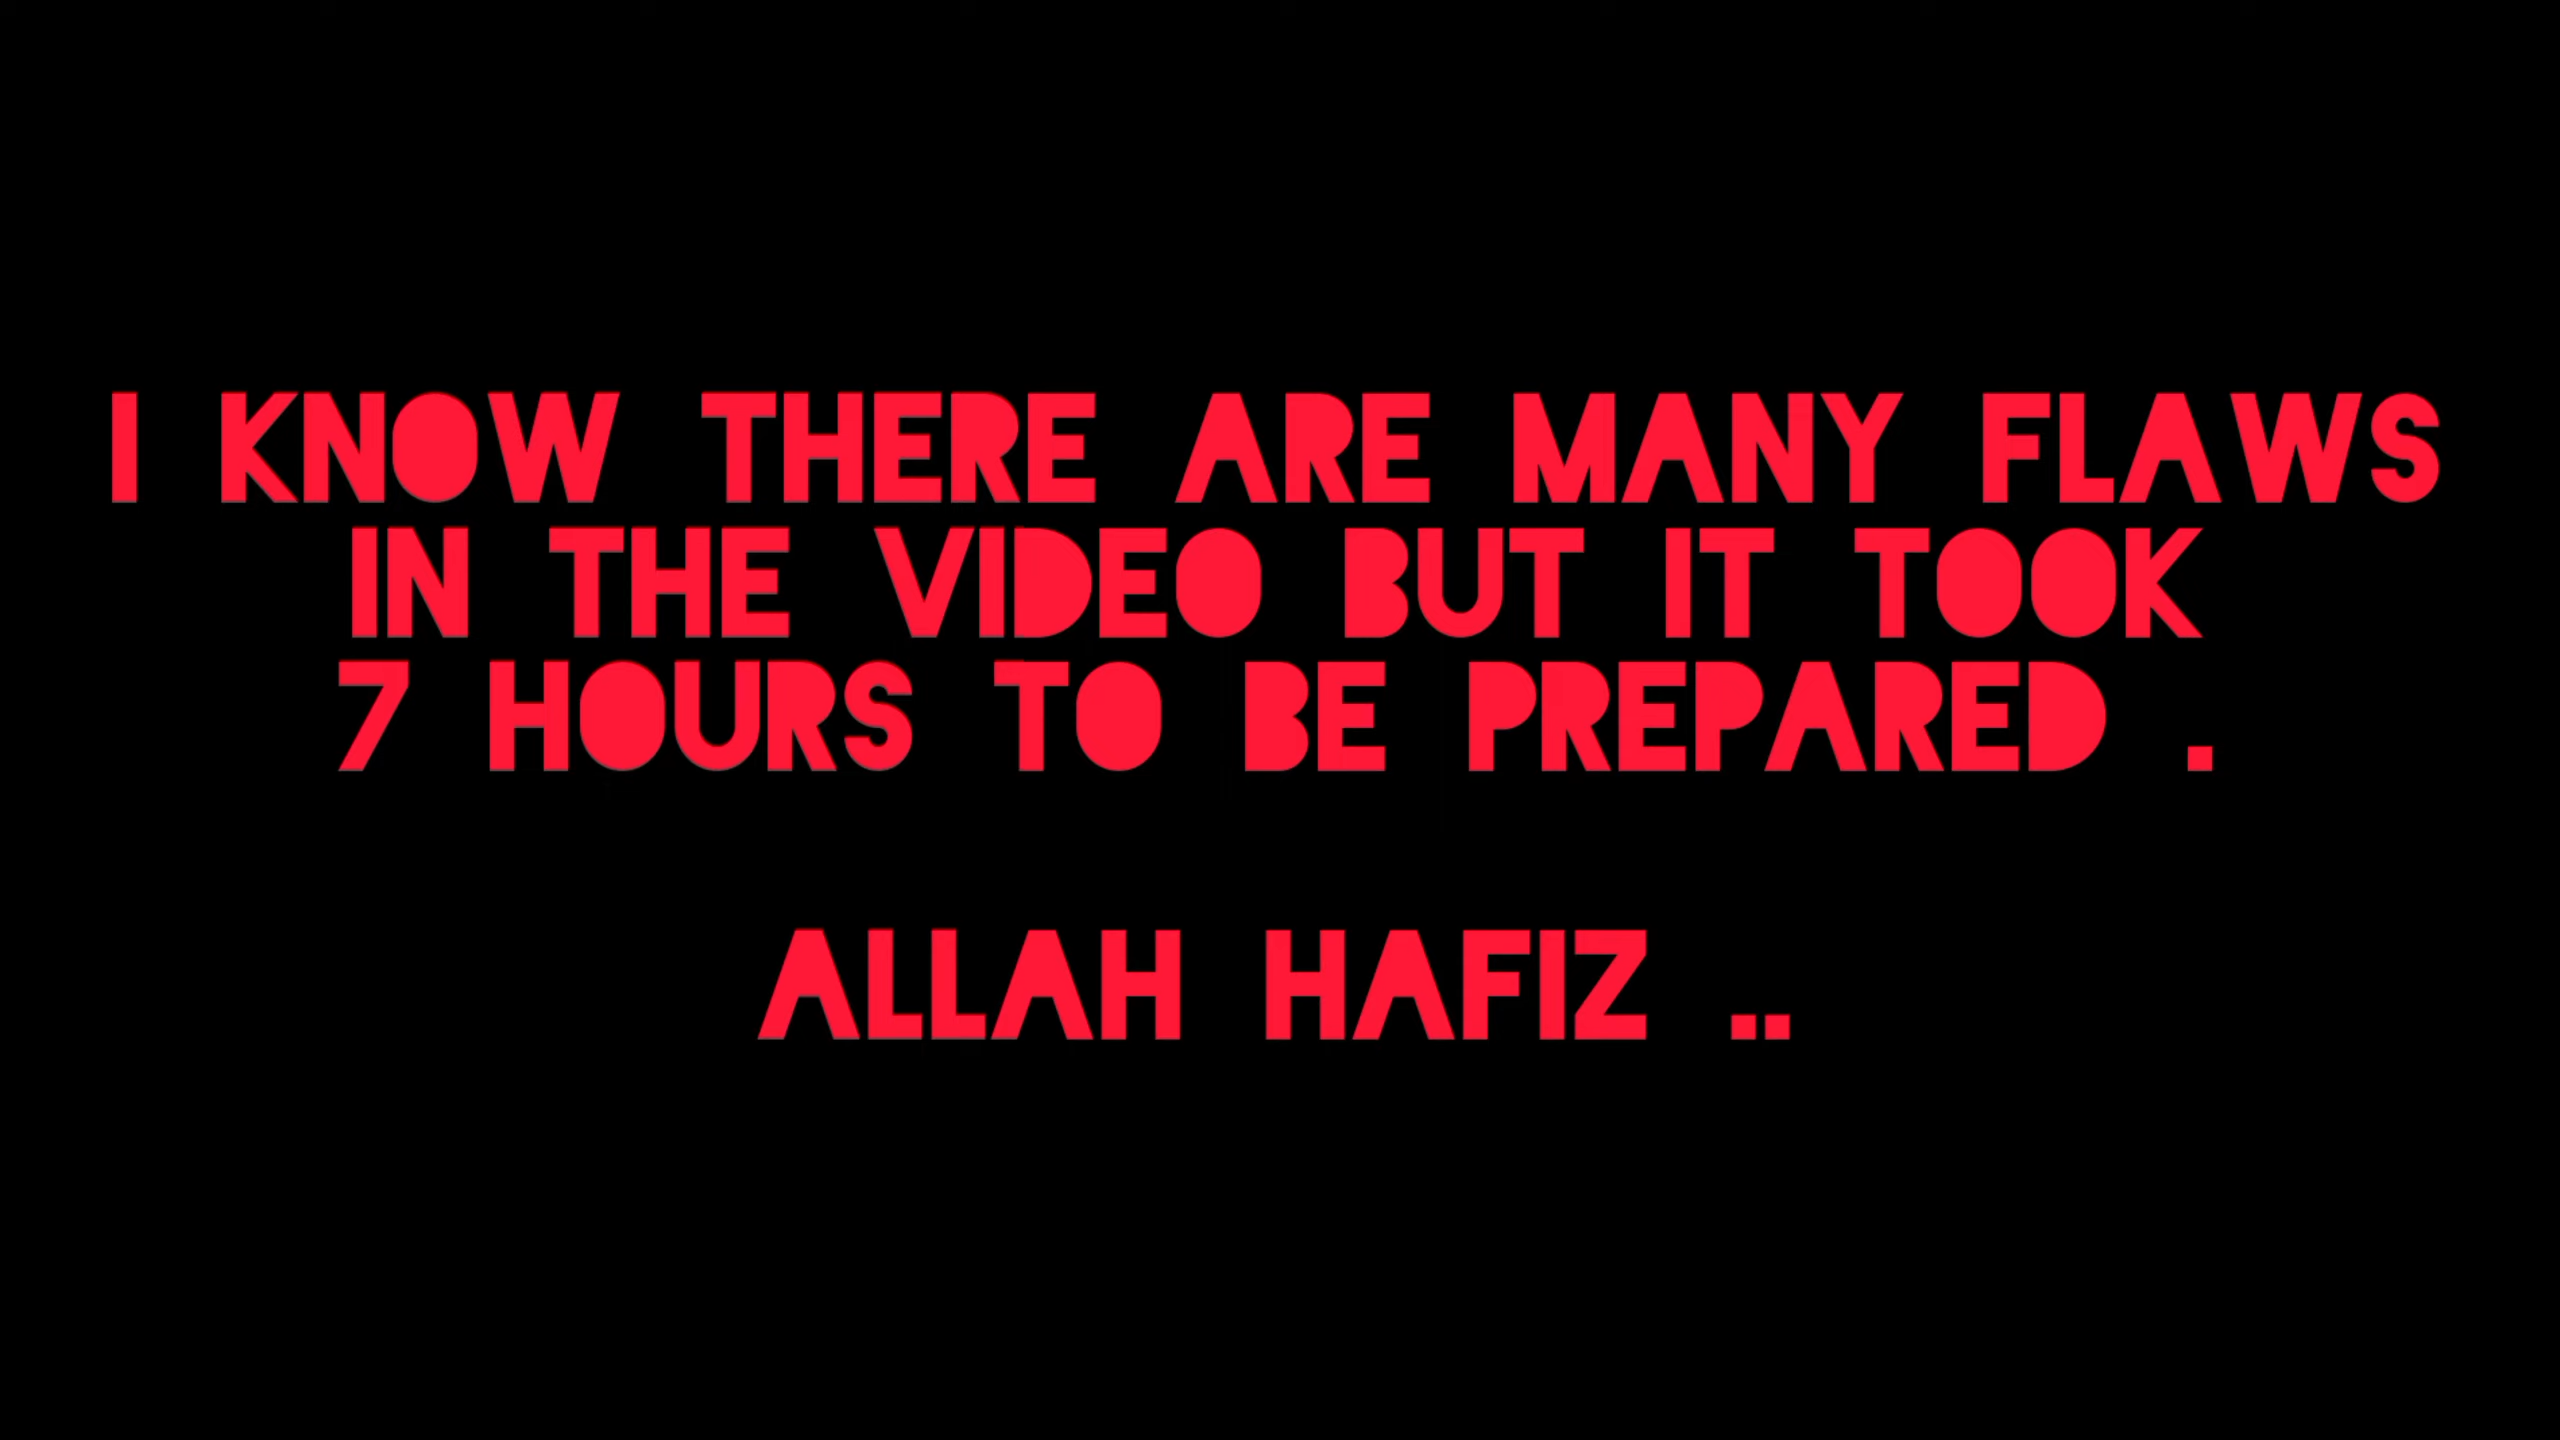 I KNOW THERE ARE MANY FLAWS
IN THE VIDEO BUT IT TOOK
7 HOURS TO BE PREPARED .
ALLAH HAFIZ ..